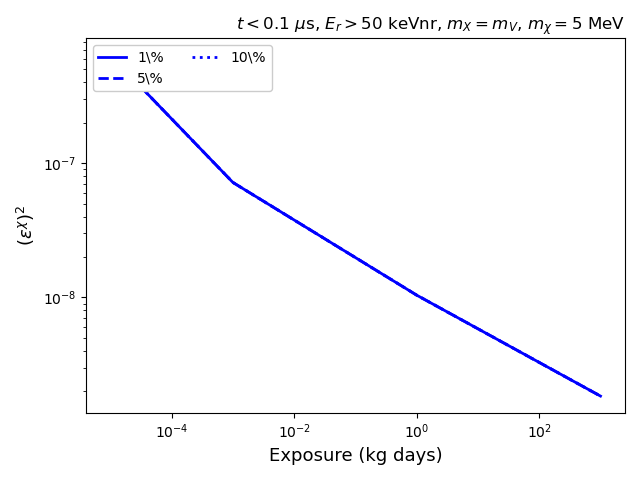 t < 0.1 μs, E_r > 50 keVnr, m_X = m_V, m_χ = 5 MeV
1\% 10\%
5\%
10^{-7}
(ε^χ)^2
10^{-8}
10^{-4} 10^{-2} 10^0 10^2
Exposure (kg days)